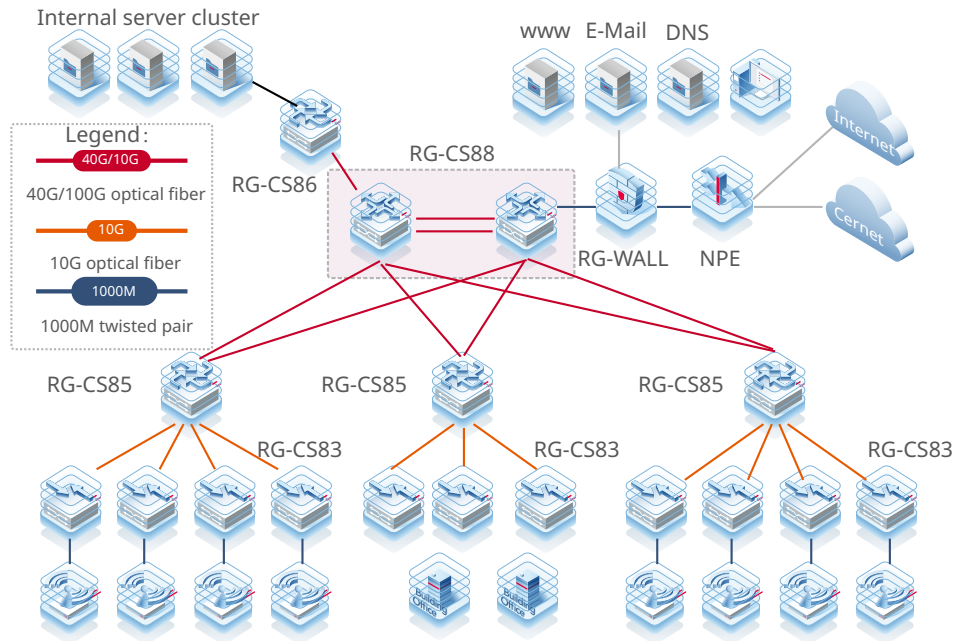 Internal server cluster
www
E-Mail
DNS
Legend:
40G/10G
40G/100G optical fiber
10G
10G optical fiber
1000M
1000M twisted pair
RG-CS86
RG-CS88
RG-WALL
NPE
Internet
Cernet
RG-CS85
RG-CS85
RG-CS85
RG-CS83
RG-CS83
RG-CS83
Building
Office
Building
Office